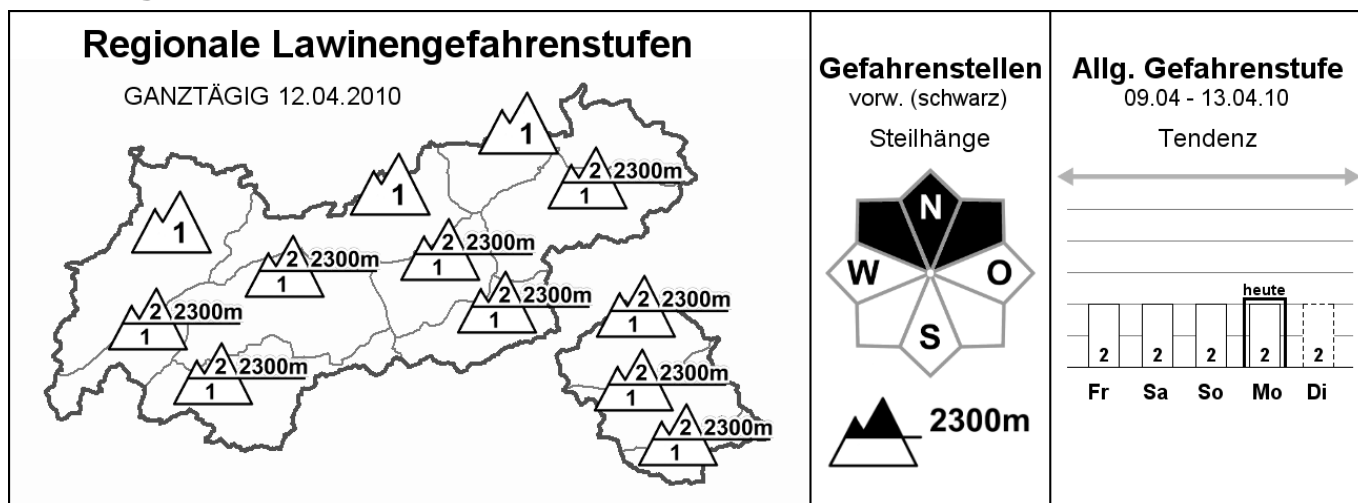 Regionale Lawinengefahrenstufen
GANZTÄGIG 12.04.2010
1
1
2 2300m
1
1
1
2 2300m
1
2 2300m
1
2 2300m
1
2 2300m
1
2 2300m
1
2 2300m
1
2 2300m
1
2 2300m
1
Gefahrenstellen
vorw. (schwarz)
Steilhänge
N
W O
S
2300m
Allg. Gefahrenstufe
09.04 - 13.04.10
Tendenz
heute
2 2 2 2 2
Fr Sa So Mo Di